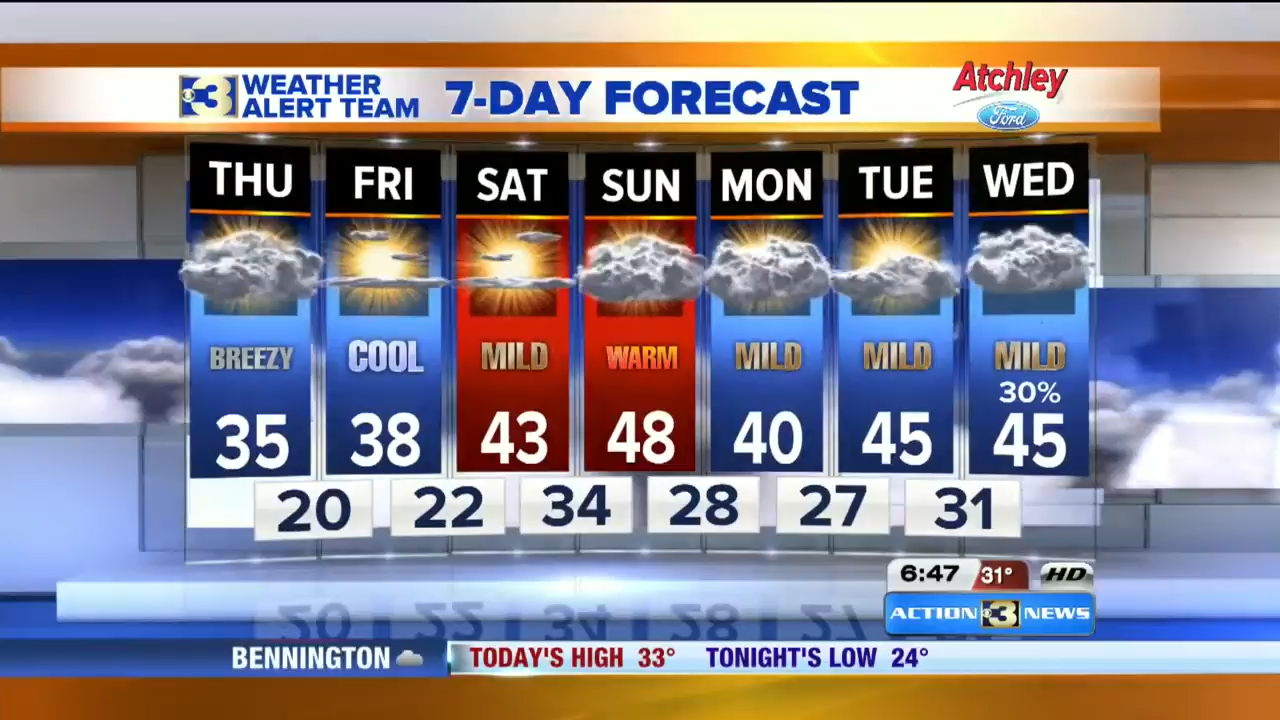 3 WEATHER ALERT TEAM
7-DAY FORECAST
Atchley
Ford
THU FRI SAT SUN MON TUE WED
BREEZY COOL MILD WARM MILD MILD MILD
30%
35 38 43 48 40 45 45
20 22 34 28 27 31
6:47 31° HD
ACTION 3 NEWS
BENNINGTON TODAY'S HIGH 33° TONIGHT'S LOW 24°